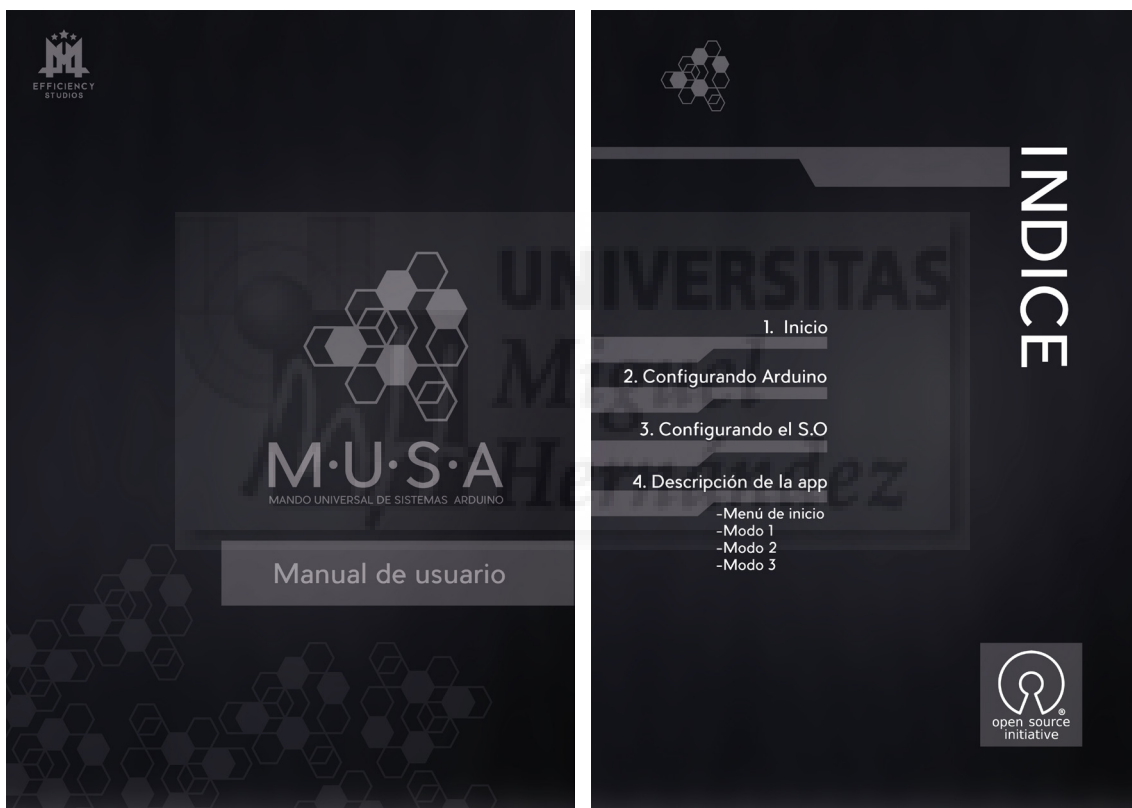 EFFICIENCY
STUDIOS
M·U·S·A
MANDO UNIVERSAL DE SISTEMAS ARDUINO
Manual de usuario
INDICE
1. Inicio
2. Configurando Arduino
3. Configurando el S.O
4. Descripción de la app
-Menú de inicio
-Modo 1
-Modo 2
-Modo 3
open source
initiative
®
UNIVERSITAS
Miguel
Hernández